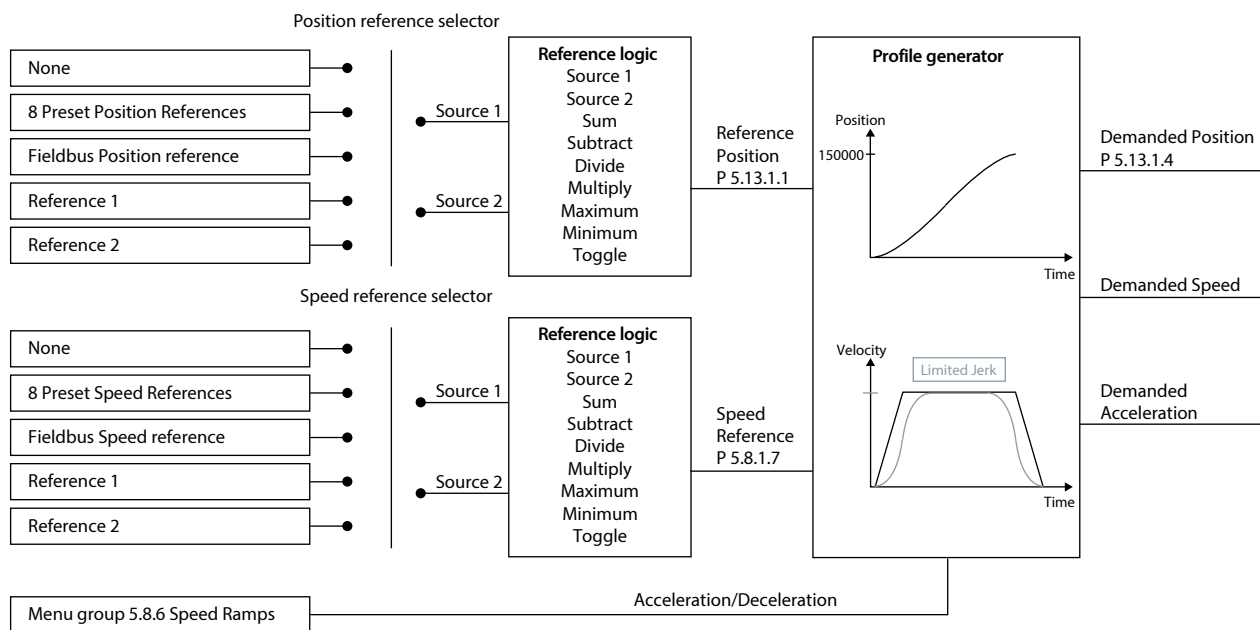 Position reference selector
None
8 Preset Position References
Fieldbus Position reference
Reference 1
Reference 2
Source 1
Source 2
Reference logic
Source 1
Source 2
Sum
Subtract
Divide
Multiply
Maximum
Minimum
Toggle
Reference
Position
P 5.13.1.1
Speed reference selector
None
8 Preset Speed References
Fieldbus Speed reference
Reference 1
Reference 2
Source 1
Source 2
Reference logic
Source 1
Source 2
Sum
Subtract
Divide
Multiply
Maximum
Minimum
Toggle
Speed
Reference
P 5.8.1.7
Profile generator
Position
150000
Time
Velocity
Limited Jerk
Time
Demanded Position
P 5.13.1.4
Demanded Speed
Demanded
Acceleration
Menu group 5.8.6 Speed Ramps
Acceleration/Deceleration